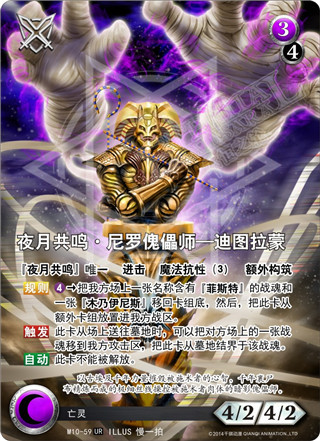 3
4
夜月共鸣·尼罗傀儡师—迪图拉蒙
『夜月共鸣』唯一 进击 魔法抗性（3） 额外构筑
规则 4→把我方场上一张名称含有「菲斯特」的战魂和
一张「木乃伊尼斯」移回卡组底，然后，把此卡从
额外卡组放置进我方战区。
触发 此卡从场上送往墓地时，可以把对方场上的一张战
魂移到我方攻击区，把此卡从墓地结界于该战魂。
自动 此卡不能被解放。
亡灵
4/2/4/2
W10-59 UR ILLUS 慢一拍
©2014千骐动漫 QIANQI ANIMATION CO.,LTD.